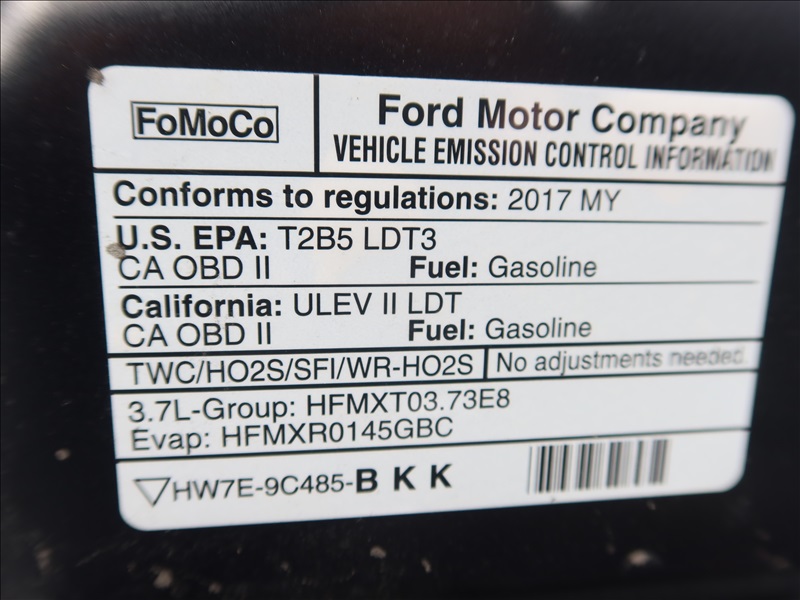 FoMoCo
Ford Motor Company
VEHICLE EMISSION CONTROL INFORMATION
Conforms to regulations: 2017 MY
U.S. EPA: T2B5 LDT3
CA OBD II Fuel: Gasoline
California: ULEV II LDT
CA OBD II Fuel: Gasoline
TWC/HO2S/SFI/WR-HO2S No adjustments needed.
3.7L-Group: HFMXT03.73E8
Evap: HFMXR0145GBC
HW7E-9C485-B K K